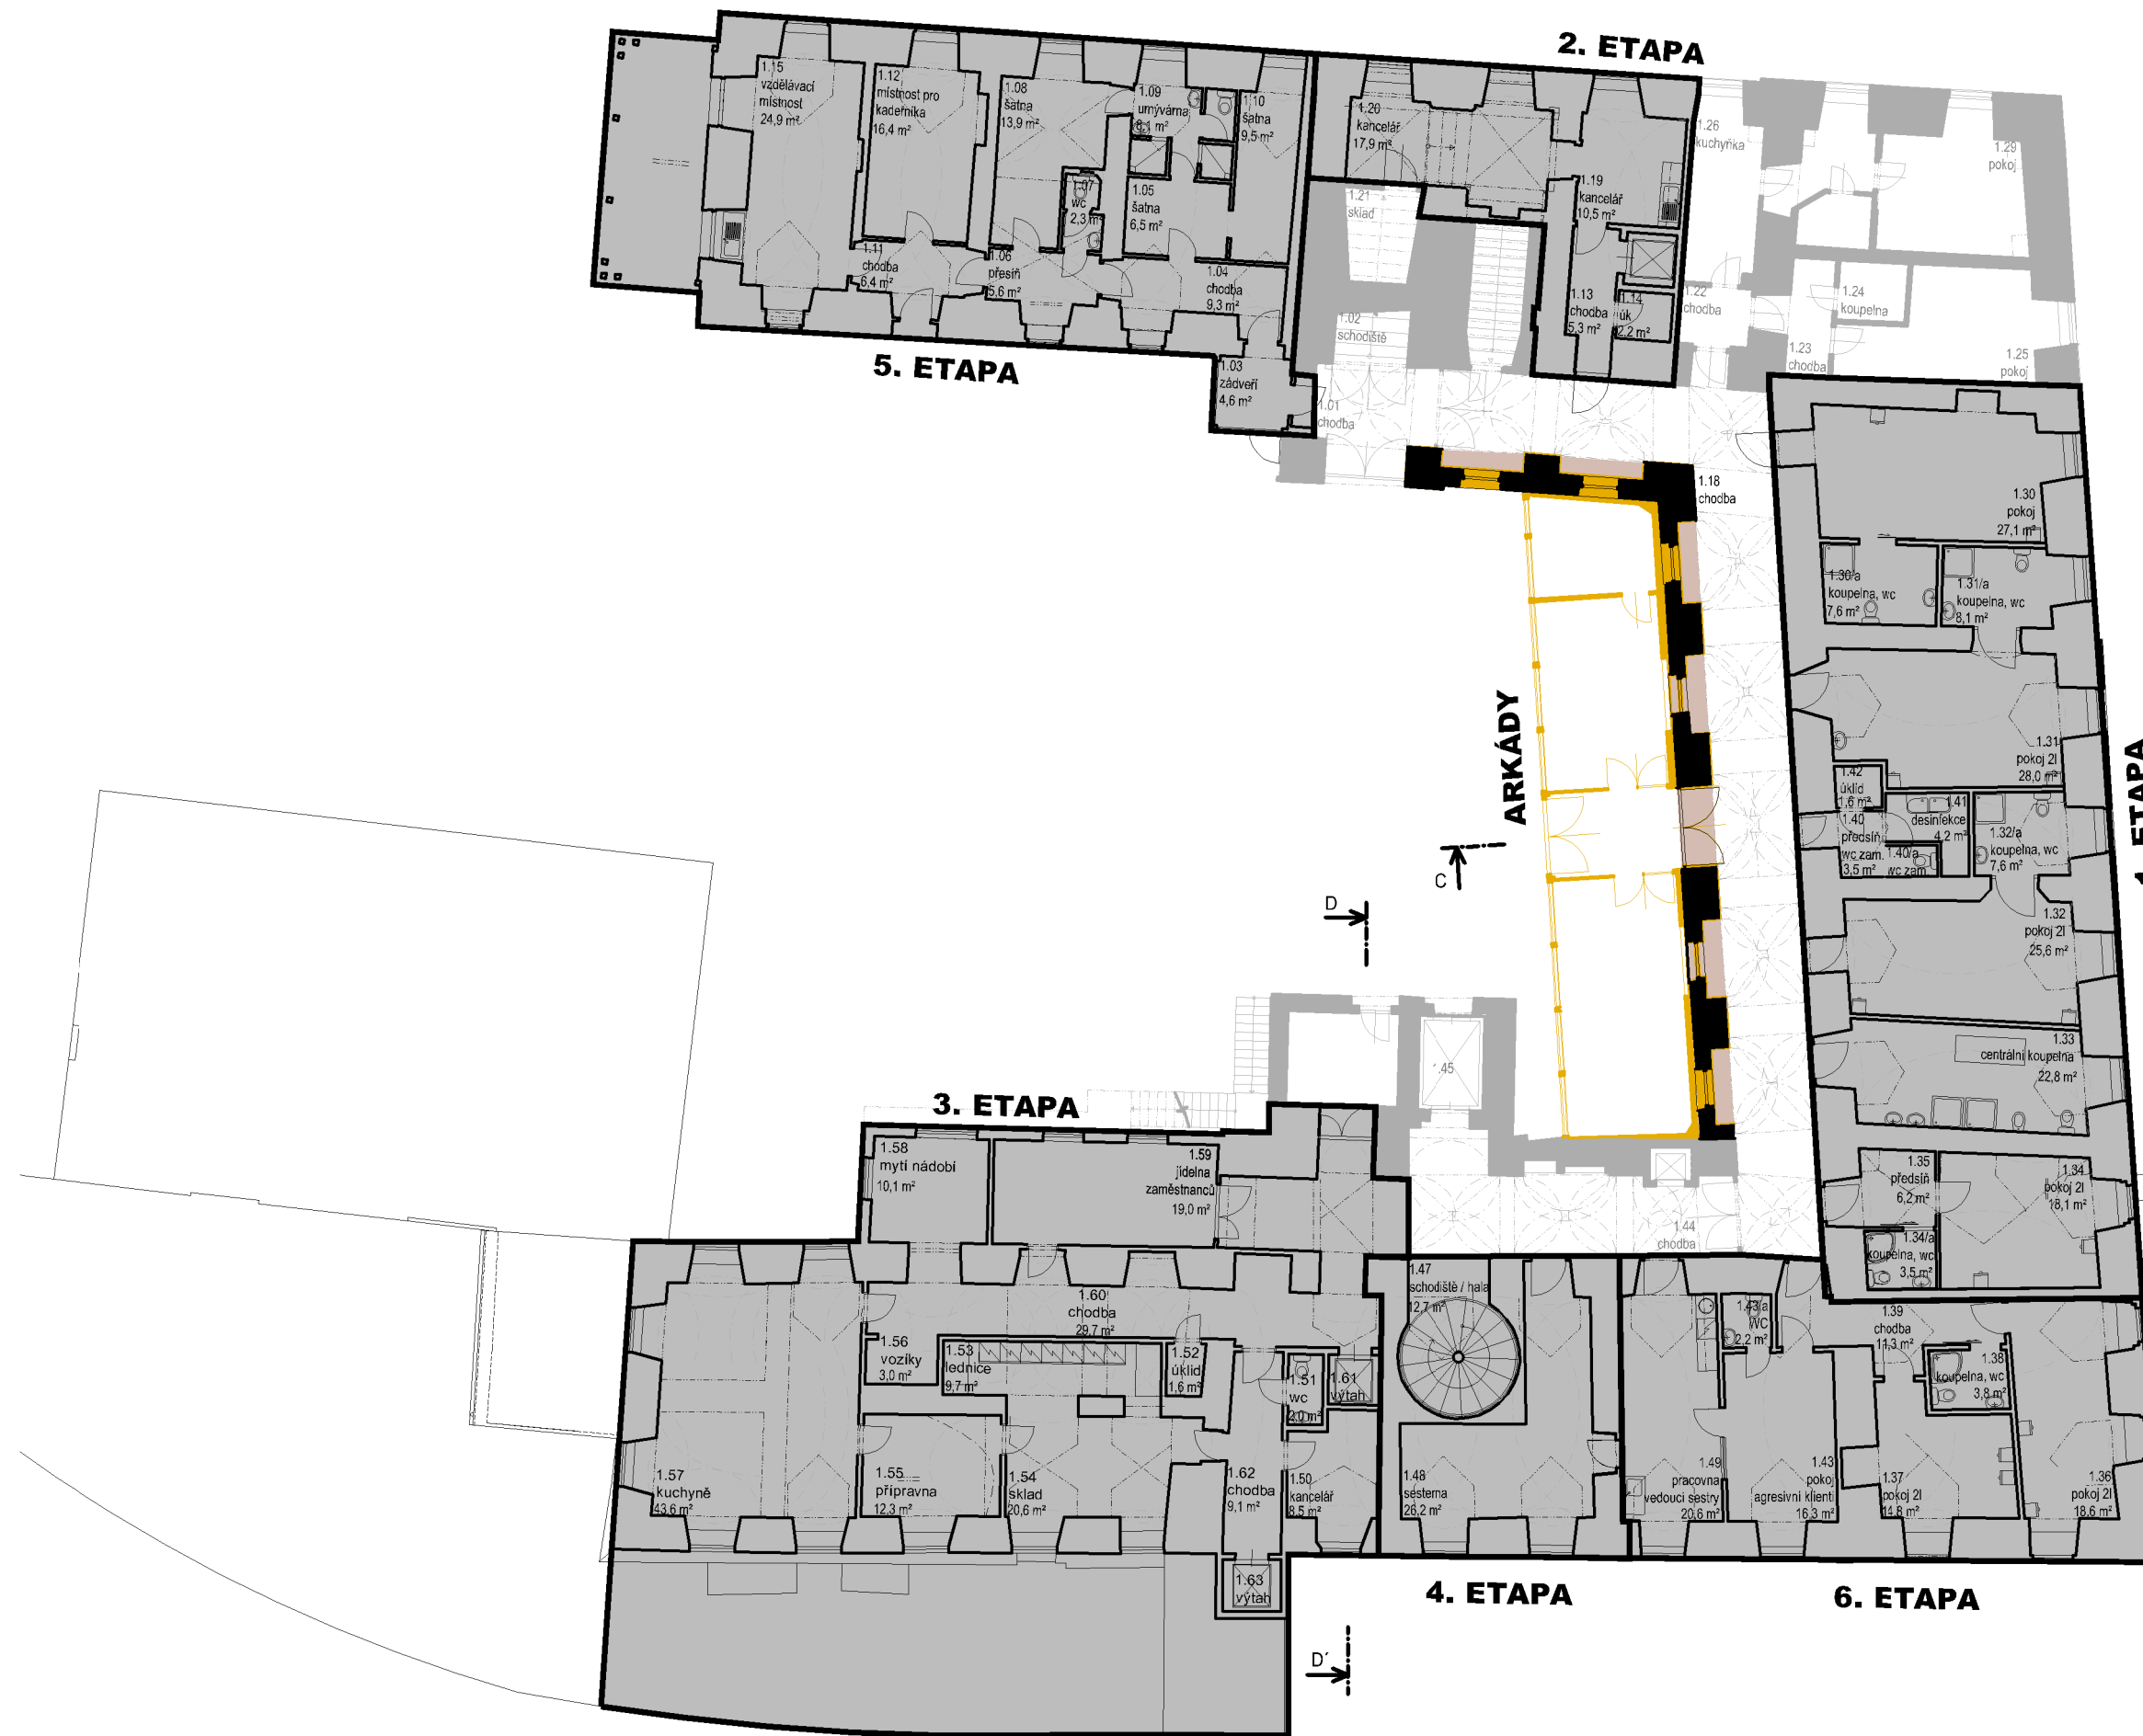 2. ETAPA
1.15
vzdělávací
místnost
24,9 m²
1.12
místnost pro
kadeřníka
16,4 m²
1.08
šatna
13,9 m²
1.09
umývárna
8,1 m²
1.10
šatna
9,5 m²
1.07
wc
2,3 m²
1.05
šatna
6,5 m²
1.11
chodba
6,4 m²
1.06
přesíň
5,6 m²
1.04
chodba
9,3 m²
1.03
zádveří
4,6 m²
5. ETAPA
1.20
kancelář
17,9 m²
1.19
kancelář
10,5 m²
1.21
sklad
1.02
schodiště
1.13
chodba
5,3 m²
1.14
úk
2,2 m²
1.01
chodba
1.26
kuchyňka
1.29
pokoj
1.22
chodba
1.24
koupelna
1.23
chodba
1.25
pokoj
1.18
chodba
1.30
pokoj
27,1 m²
1.30/a
koupelna, wc
7,6 m²
1.31/a
koupelna, wc
8,1 m²
1.31
pokoj 2l
28,0 m²
1.42
úklid
1,6 m²
1.41
desinfekce
4,2 m²
1.40
předsíň
wc zam.
3,5 m²
1.40/a
wc zam.
1.32/a
koupelna, wc
7,6 m²
1.32
pokoj 2l
25,6 m²
1.33
centrální koupelna
22,8 m²
1.35
předsíň
6,2 m²
1.34
pokoj 2l
18,1 m²
1.34/a
koupelna, wc
3,5 m²
1. ETAPA
ARKÁDY
C
D
1.45
1.44
chodba
3. ETAPA
1.58
mytí nádobí
10,1 m²
1.59
jídelna
zaměstnanců
19,0 m²
1.60
chodba
29,7 m²
1.56
vozíky
3,0 m²
1.53
lednice
9,7 m²
1.52
úklid
1,6 m²
1.51
wc
2,0 m²
1.61
výtah
1.57
kuchyně
43,6 m²
1.55
přípravna
12,3 m²
1.54
sklad
20,6 m²
1.62
chodba
9,1 m²
1.50
kancelář
8,5 m²
1.63
výtah
1.47
schodiště / hala
12,7 m²
1.48
sesterna
26,2 m²
1.49
pracovna
vedoucí sestry
20,6 m²
1.43/a
WC
2,2 m²
1.43
pokoj
agresivní klienti
16,3 m²
1.39
chodba
11,3 m²
1.38
koupelna, wc
3,8 m²
1.37
pokoj 2l
14,8 m²
1.36
pokoj 2l
18,6 m²
4. ETAPA
6. ETAPA
D´